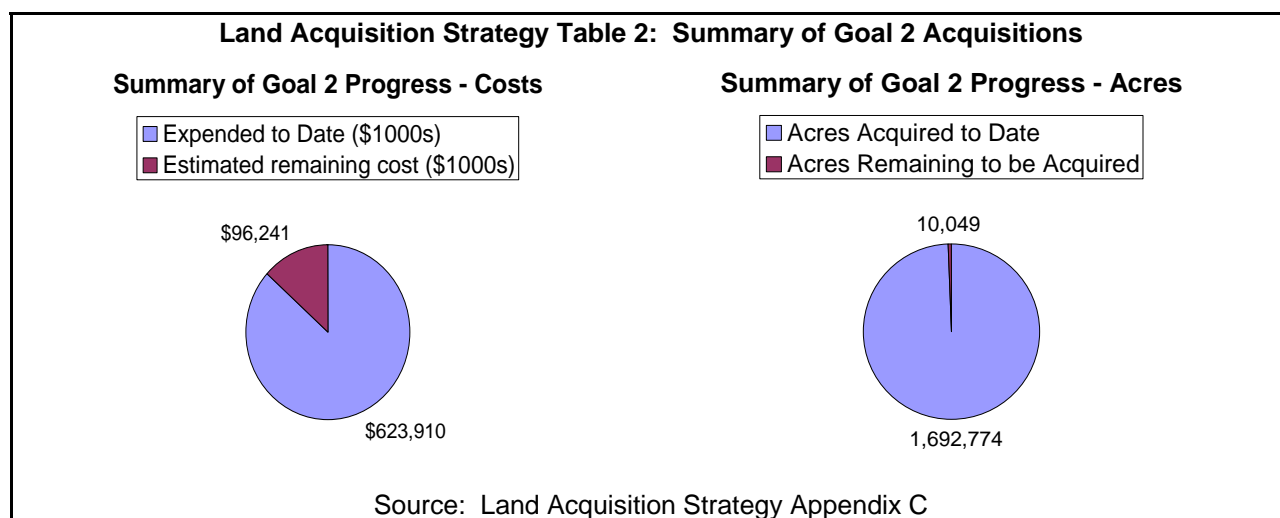 Land Acquisition Strategy Table 2:  Summary of Goal 2 Acquisitions
Summary of Goal 2 Progress - Costs
Expended to Date ($1000s)
Estimated remaining cost ($1000s)
$96,241
$623,910
Summary of Goal 2 Progress - Acres
Acres Acquired to Date
Acres Remaining to be Acquired
10,049
1,692,774
Source:  Land Acquisition Strategy Appendix C